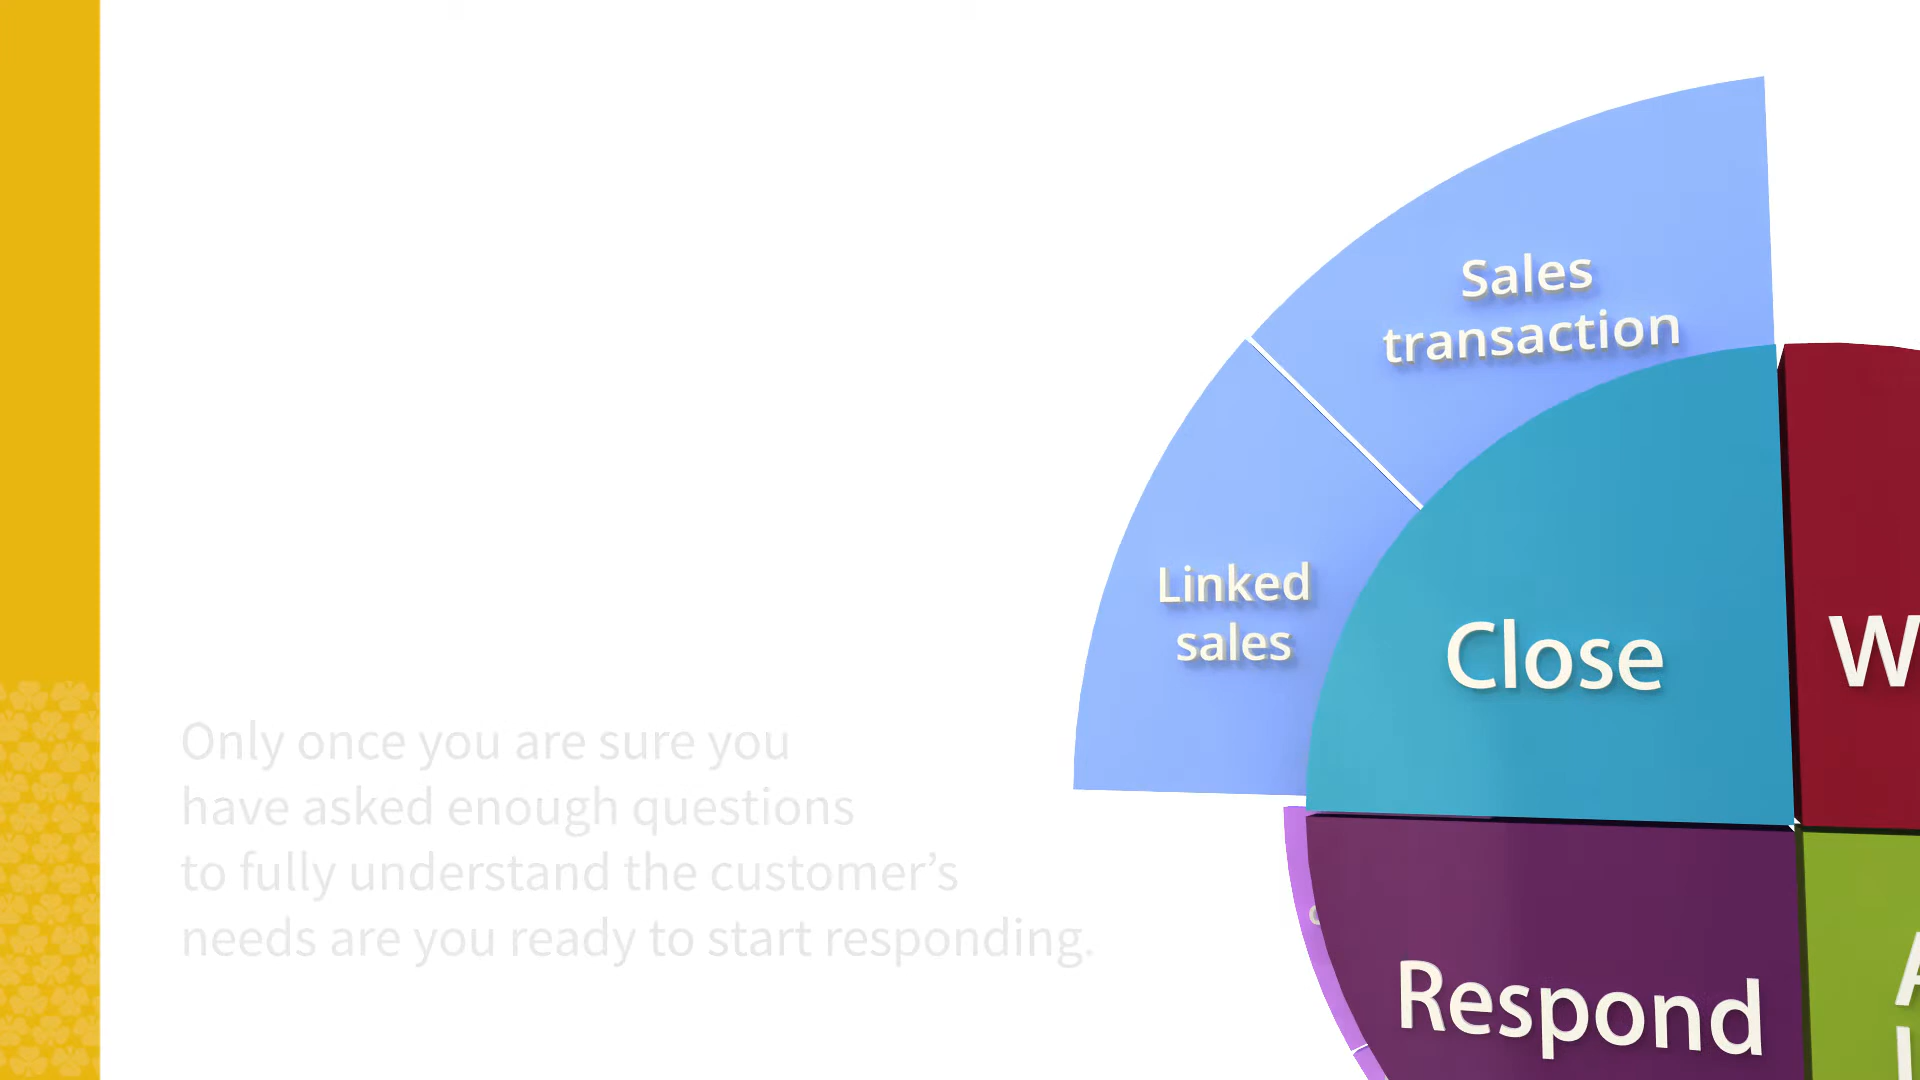 Sales
transaction
Linked
sales
Close
Respond
Only once you are sure you
have asked enough questions
to fully understand the customer’s
needs are you ready to start responding.